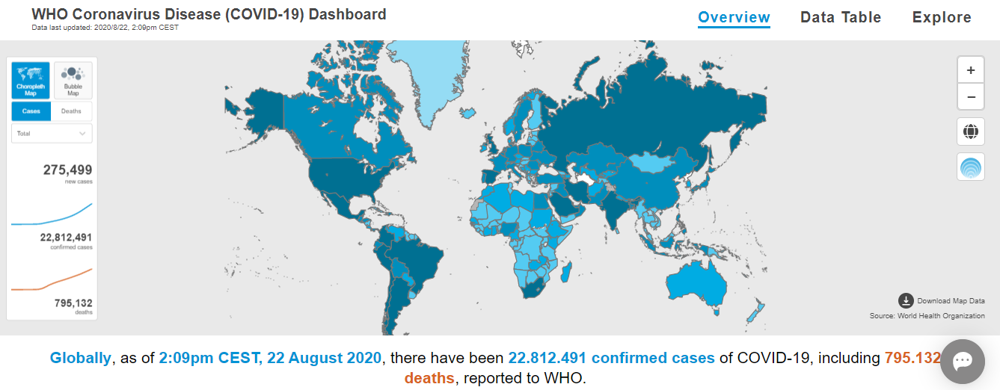 WHO Coronavirus Disease (COVID-19) Dashboard
Data last updated: 2020/8/22, 2:09pm CEST
Overview
Data Table
Explore
Choropleth
Map
Bubble
Map
Cases
Deaths
Total
275,499
new cases
22,812,491
confirmed cases
795,132
deaths
+
−
Download Map Data
Source: World Health Organization
Globally, as of 2:09pm CEST, 22 August 2020, there have been 22.812.491 confirmed cases of COVID-19, including 795.132
deaths, reported to WHO.